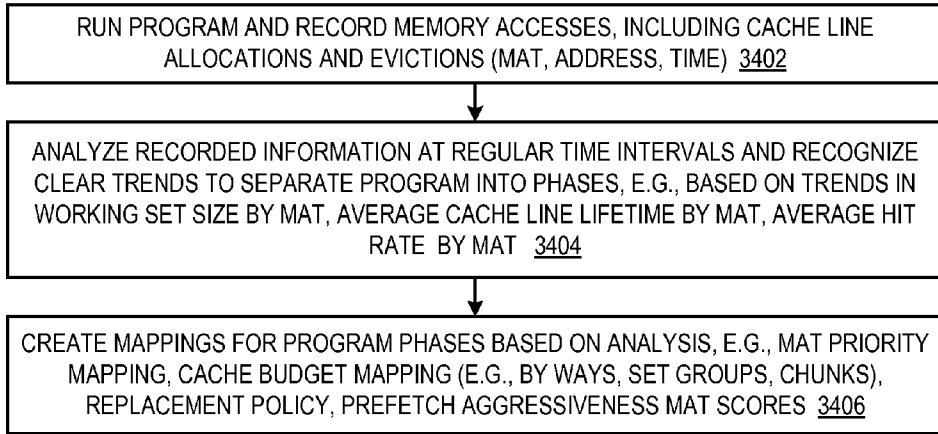 RUN PROGRAM AND RECORD MEMORY ACCESSES, INCLUDING CACHE LINE
ALLOCATIONS AND EVICTIONS (MAT, ADDRESS, TIME) 3402
ANALYZE RECORDED INFORMATION AT REGULAR TIME INTERVALS AND RECOGNIZE
CLEAR TRENDS TO SEPARATE PROGRAM INTO PHASES, E.G., BASED ON TRENDS IN
WORKING SET SIZE BY MAT, AVERAGE CACHE LINE LIFETIME BY MAT, AVERAGE HIT
RATE BY MAT 3404
CREATE MAPPINGS FOR PROGRAM PHASES BASED ON ANALYSIS, E.G., MAT PRIORITY
MAPPING, CACHE BUDGET MAPPING (E.G., BY WAYS, SET GROUPS, CHUNKS),
REPLACEMENT POLICY, PREFETCH AGGRESSIVENESS MAT SCORES 3406